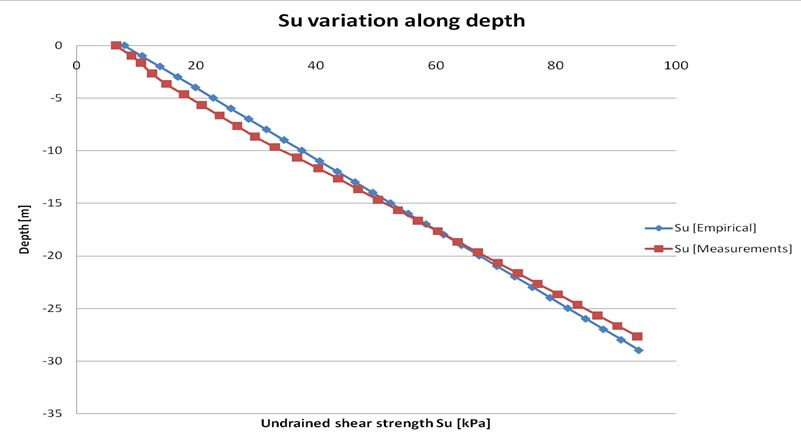 Su variation along depth
0
0 20 40 60 80 100
-5
-10
-15
-20
-25
-30
-35
Depth [m]
Su [Empirical]
Su [Measurements]
Undrained shear strength Su [kPa]